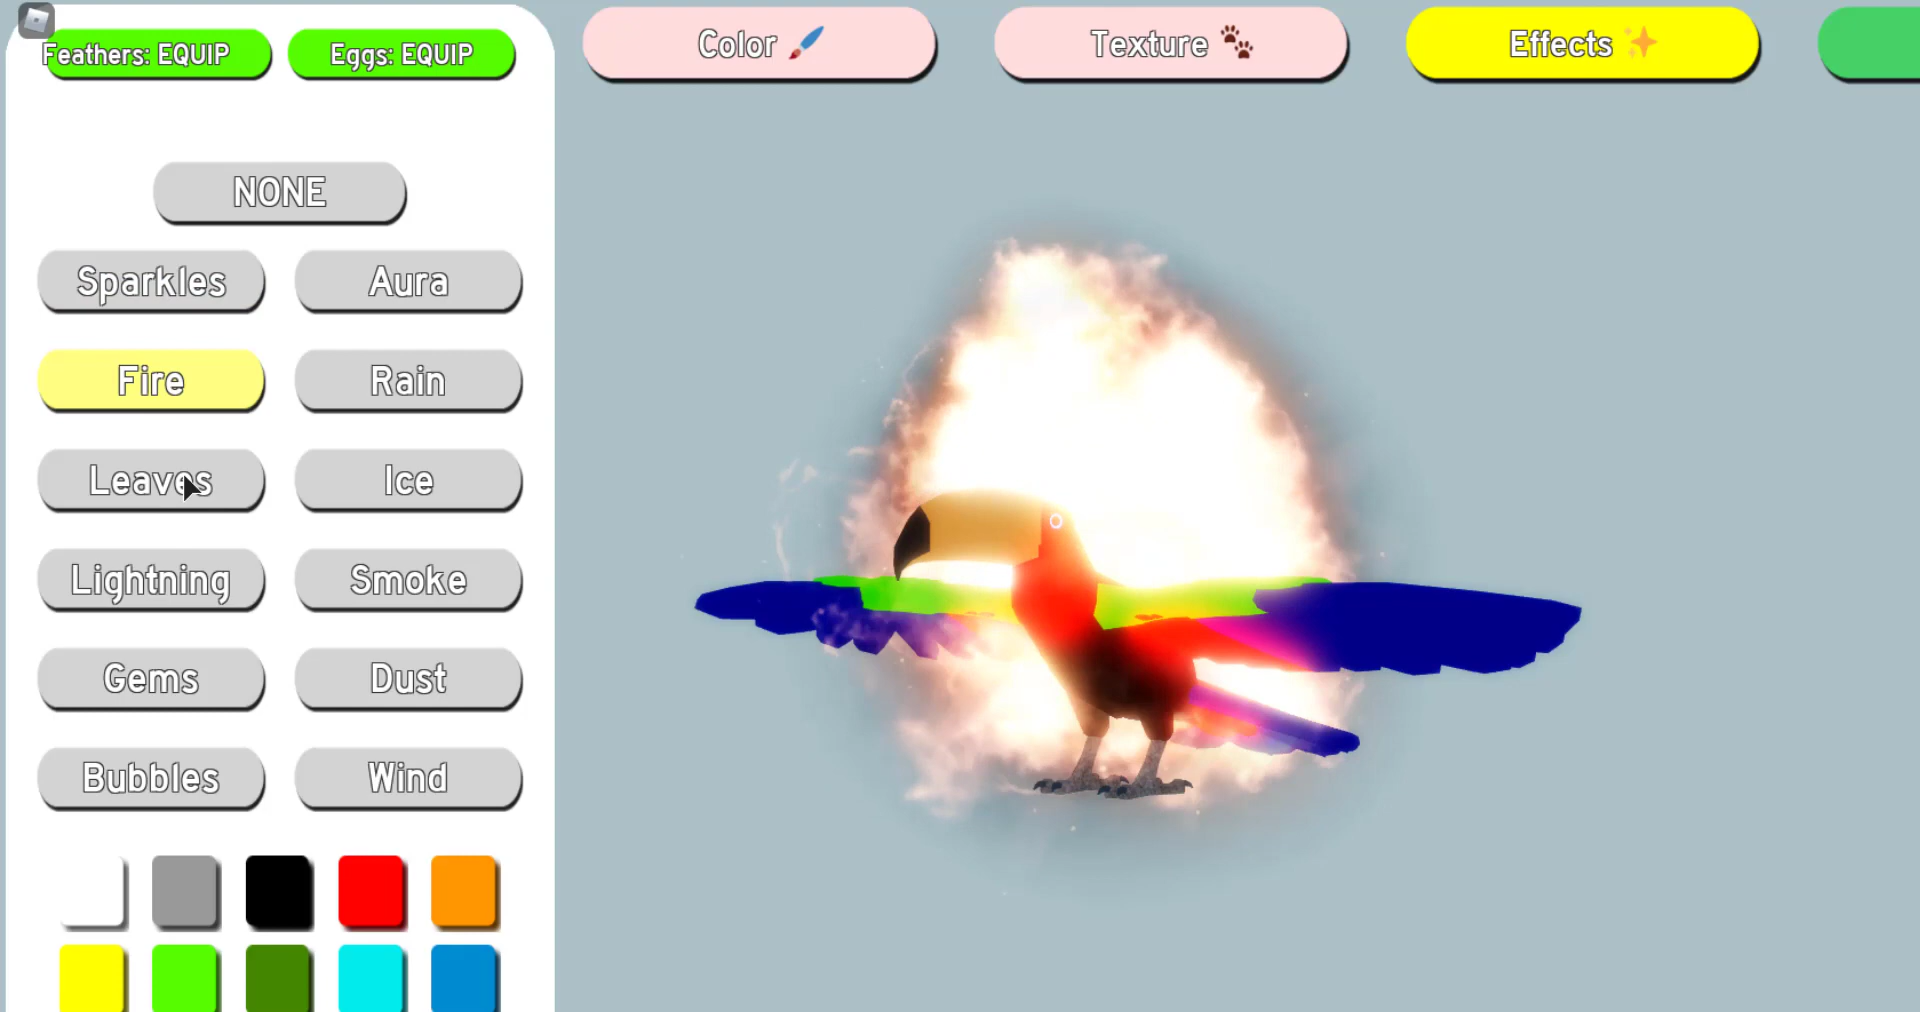 Feathers: EQUIP
Eggs: EQUIP
Color
Texture
Effects
NONE
Sparkles
Aura
Fire
Rain
Leaves
Ice
Lightning
Smoke
Gems
Dust
Bubbles
Wind